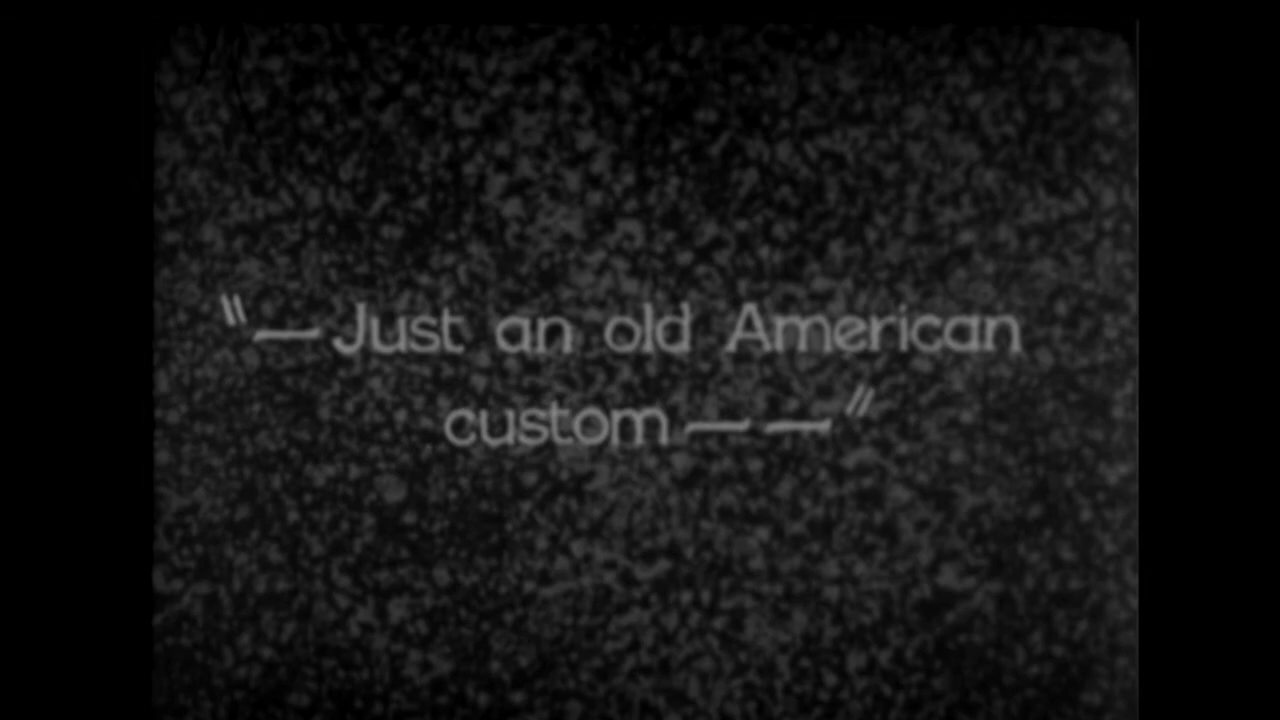 "—Just an old American
custom— —"